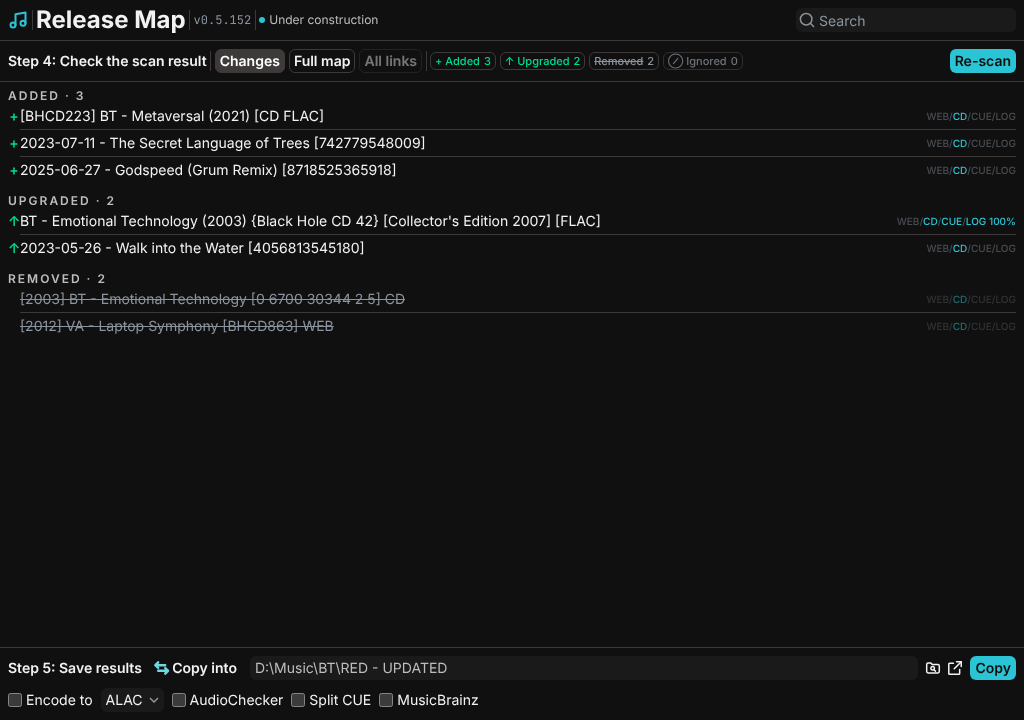 Release Map v0.5.152 Under construction Search
Step 4: Check the scan result Changes Full map All links + Added 3 ↑ Upgraded 2 Removed 2 Ignored 0 Re-scan
ADDED · 3
+ [BHCD223] BT - Metaversal (2021) [CD FLAC] WEB/CD/CUE/LOG
+ 2023-07-11 - The Secret Language of Trees [742779548009] WEB/CD/CUE/LOG
+ 2025-06-27 - Godspeed (Grum Remix) [8718525365918] WEB/CD/CUE/LOG
UPGRADED · 2
↑ BT - Emotional Technology (2003) {Black Hole CD 42} [Collector's Edition 2007] [FLAC] WEB/CD/CUE/LOG 100%
↑ 2023-05-26 - Walk into the Water [4056813545180] WEB/CD/CUE/LOG
REMOVED · 2
[2003] BT - Emotional Technology [0 6700 30344 2 5] CD WEB/CD/CUE/LOG
[2012] VA - Laptop Symphony [BHCD863] WEB WEB/CD/CUE/LOG
Step 5: Save results Copy into D:\Music\BT\RED - UPDATED Copy
Encode to ALAC AudioChecker Split CUE MusicBrainz